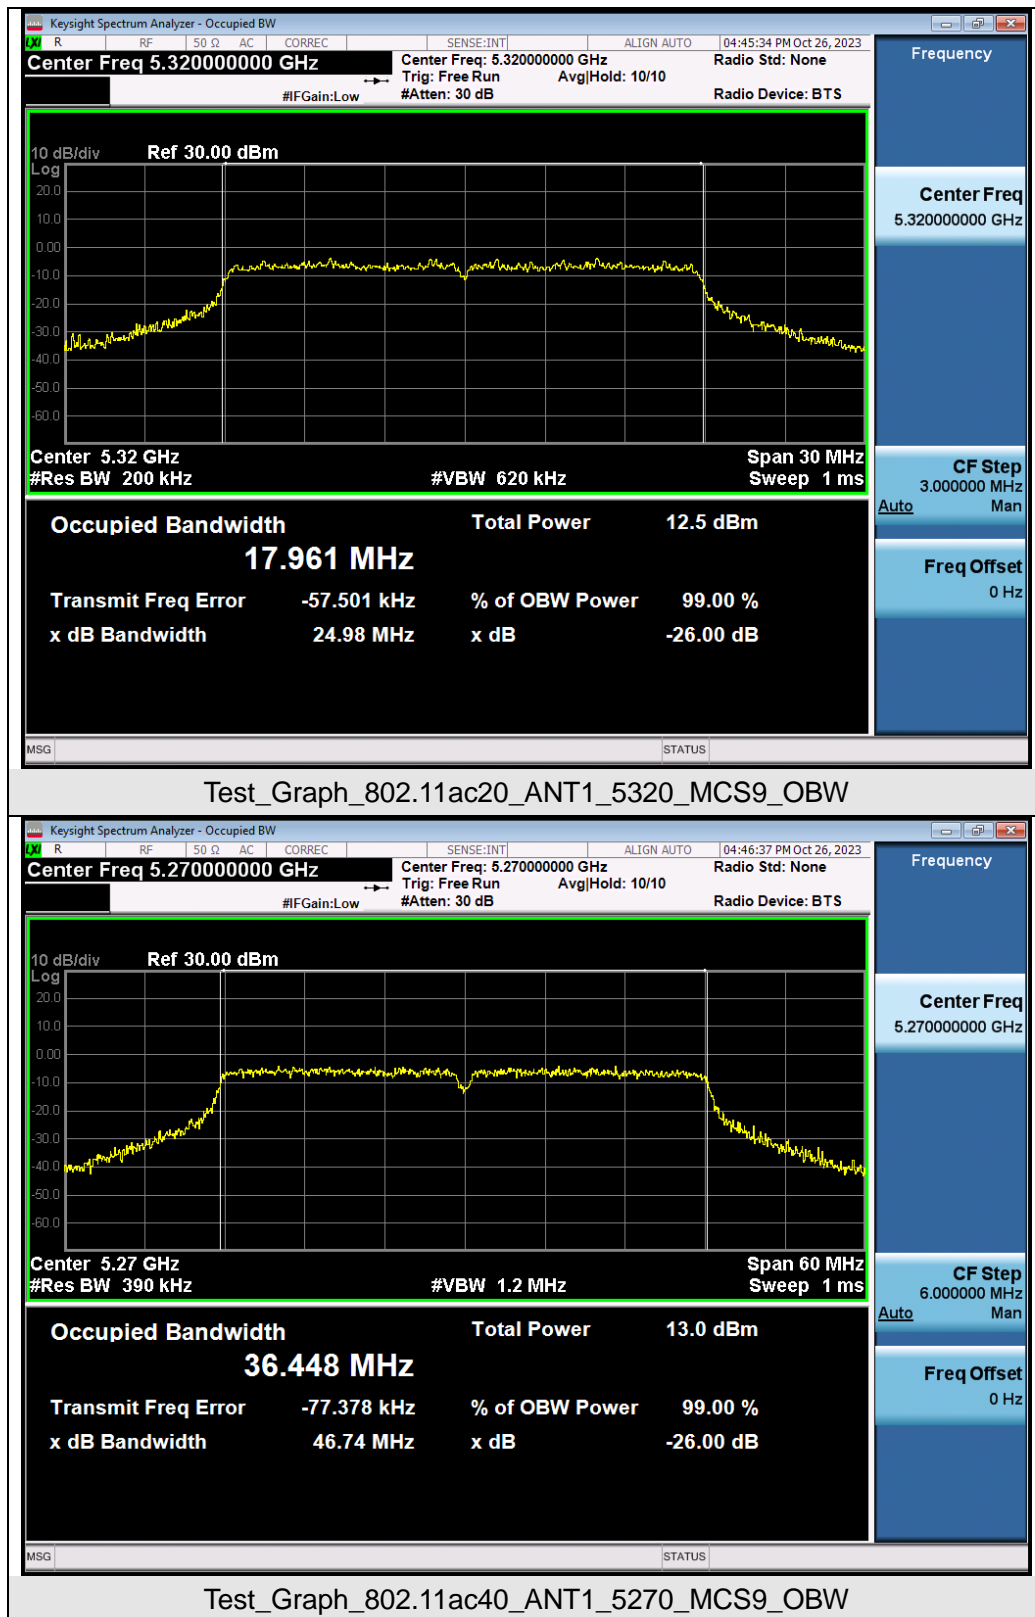 Keysight Spectrum Analyzer - Occupied BW
LXI R RF 50 Ω AC CORREC SENSE:INT ALIGN AUTO 04:45:34 PM Oct 26, 2023
Center Freq 5.320000000 GHz Center Freq: 5.320000000 GHz Radio Std: None
Trig: Free Run Avg|Hold: 10/10
#IFGain:Low #Atten: 30 dB Radio Device: BTS
Frequency
10 dB/div Ref 30.00 dBm
Log
20.0
10.0
0.00
-10.0
-20.0
-30.0
-40.0
-50.0
-60.0
Center Freq
5.320000000 GHz
Center 5.32 GHz Span 30 MHz
#Res BW 200 kHz #VBW 620 kHz Sweep 1 ms
CF Step
3.000000 MHz
Auto Man
Occupied Bandwidth Total Power 12.5 dBm
17.961 MHz
Transmit Freq Error -57.501 kHz % of OBW Power 99.00 %
x dB Bandwidth 24.98 MHz x dB -26.00 dB
Freq Offset
0 Hz
MSG STATUS
Test_Graph_802.11ac20_ANT1_5320_MCS9_OBW
Keysight Spectrum Analyzer - Occupied BW
LXI R RF 50 Ω AC CORREC SENSE:INT ALIGN AUTO 04:46:37 PM Oct 26, 2023
Center Freq 5.270000000 GHz Center Freq: 5.270000000 GHz Radio Std: None
Trig: Free Run Avg|Hold: 10/10
#IFGain:Low #Atten: 30 dB Radio Device: BTS
Frequency
10 dB/div Ref 30.00 dBm
Log
20.0
10.0
0.00
-10.0
-20.0
-30.0
-40.0
-50.0
-60.0
Center Freq
5.270000000 GHz
Center 5.27 GHz Span 60 MHz
#Res BW 390 kHz #VBW 1.2 MHz Sweep 1 ms
CF Step
6.000000 MHz
Auto Man
Occupied Bandwidth Total Power 13.0 dBm
36.448 MHz
Transmit Freq Error -77.378 kHz % of OBW Power 99.00 %
x dB Bandwidth 46.74 MHz x dB -26.00 dB
Freq Offset
0 Hz
MSG STATUS
Test_Graph_802.11ac40_ANT1_5270_MCS9_OBW